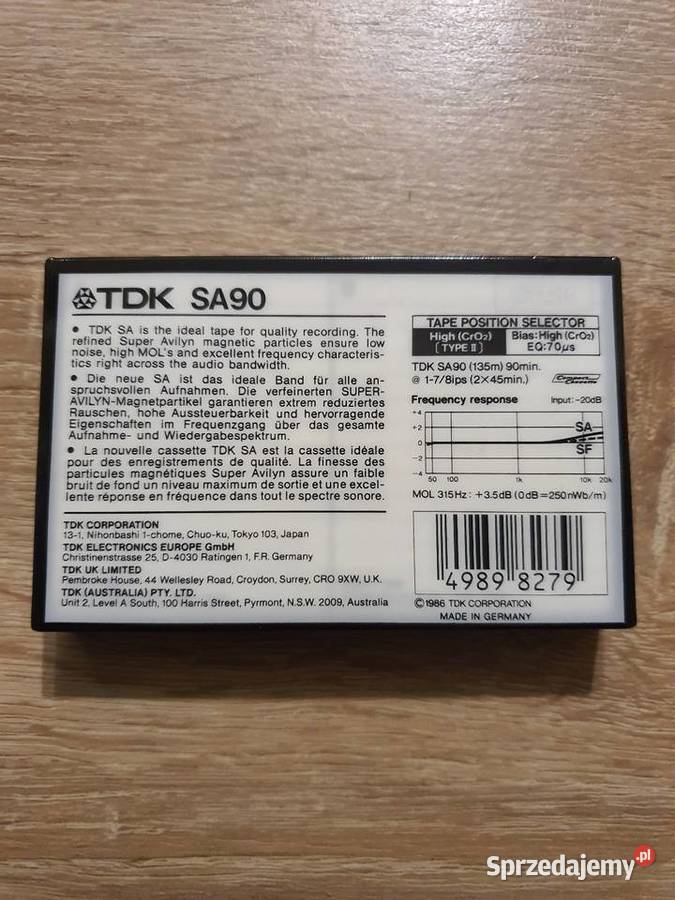 TDK SA90
• TDK SA is the ideal tape for quality recording. The
refined Super Avilyn magnetic particles ensure low
noise, high MOL's and excellent frequency characteris-
tics right across the audio bandwidth.
• Die neue SA ist das ideale Band für alle an-
spruchsvollen Aufnahmen. Die verfeinerten SUPER-
AVILYN-Magnetpartikel garantieren extrem reduziertes
Rauschen, hohe Aussteuerbarkeit und hervorragende
Eigenschaften im Frequenzgang über das gesamte
Aufnahme- und Wiedergabespektrum.
• La nouvelle cassette TDK SA est la cassette idéale
pour des enregistrements de qualité. La finesse des
particules magnétiques Super Avilyn assure un faible
bruit de fond un niveau maximum de sortie et une excel-
lente réponse en fréquence dans tout le spectre sonore.
TDK CORPORATION
13-1, Nihonbashi 1-chome, Chuo-ku, Tokyo 103, Japan
TDK ELECTRONICS EUROPE GmbH
Christinenstrasse 25, D-4030 Ratingen 1, F.R. Germany
TDK UK LIMITED
Pembroke House, 44 Wellesley Road, Croydon, Surrey, CRO 9XW, U.K.
TDK (AUSTRALIA) PTY. LTD.
Unit 2, Level A South, 100 Harris Street, Pyrmont, N.S.W. 2009, Australia
TAPE POSITION SELECTOR
High (CrO₂) Bias: High (CrO₂)
[TYPE II] EQ: 70µs
TDK SA90 (135m) 90min.
@ 1-7/8ips (2×45min.) Compact Cassette
Frequency response Input: -20dB
+4
+2 SA
0 SF
-2
-4
50 100 1k 10k 20k
MOL 315Hz: +3.5dB (0dB=250nWb/m)
4989 8279
©1986 TDK CORPORATION
MADE IN GERMANY
Sprzedajemy.pl